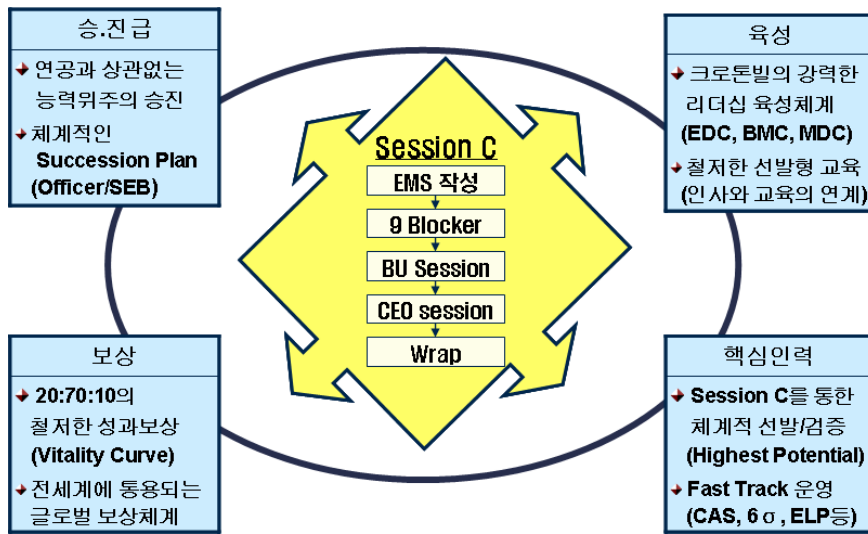 승.진급
연공과 상관없는
능력위주의 승진
체계적인
Succession Plan
(Officer/SEB)
육성
크로톤빌의 강력한
리더십 육성체계
(EDC, BMC, MDC)
철저한 선발형 교육
(인사와 교육의 연계)
Session C
EMS 작성
9 Blocker
BU Session
CEO session
Wrap
보상
20:70:10의
철저한 성과보상
(Vitality Curve)
전세계에 통용되는
글로벌 보상체계
핵심인력
Session C를 통한
체계적 선발/검증
(Highest Potential)
Fast Track 운영
(CAS, 6σ, ELP등)